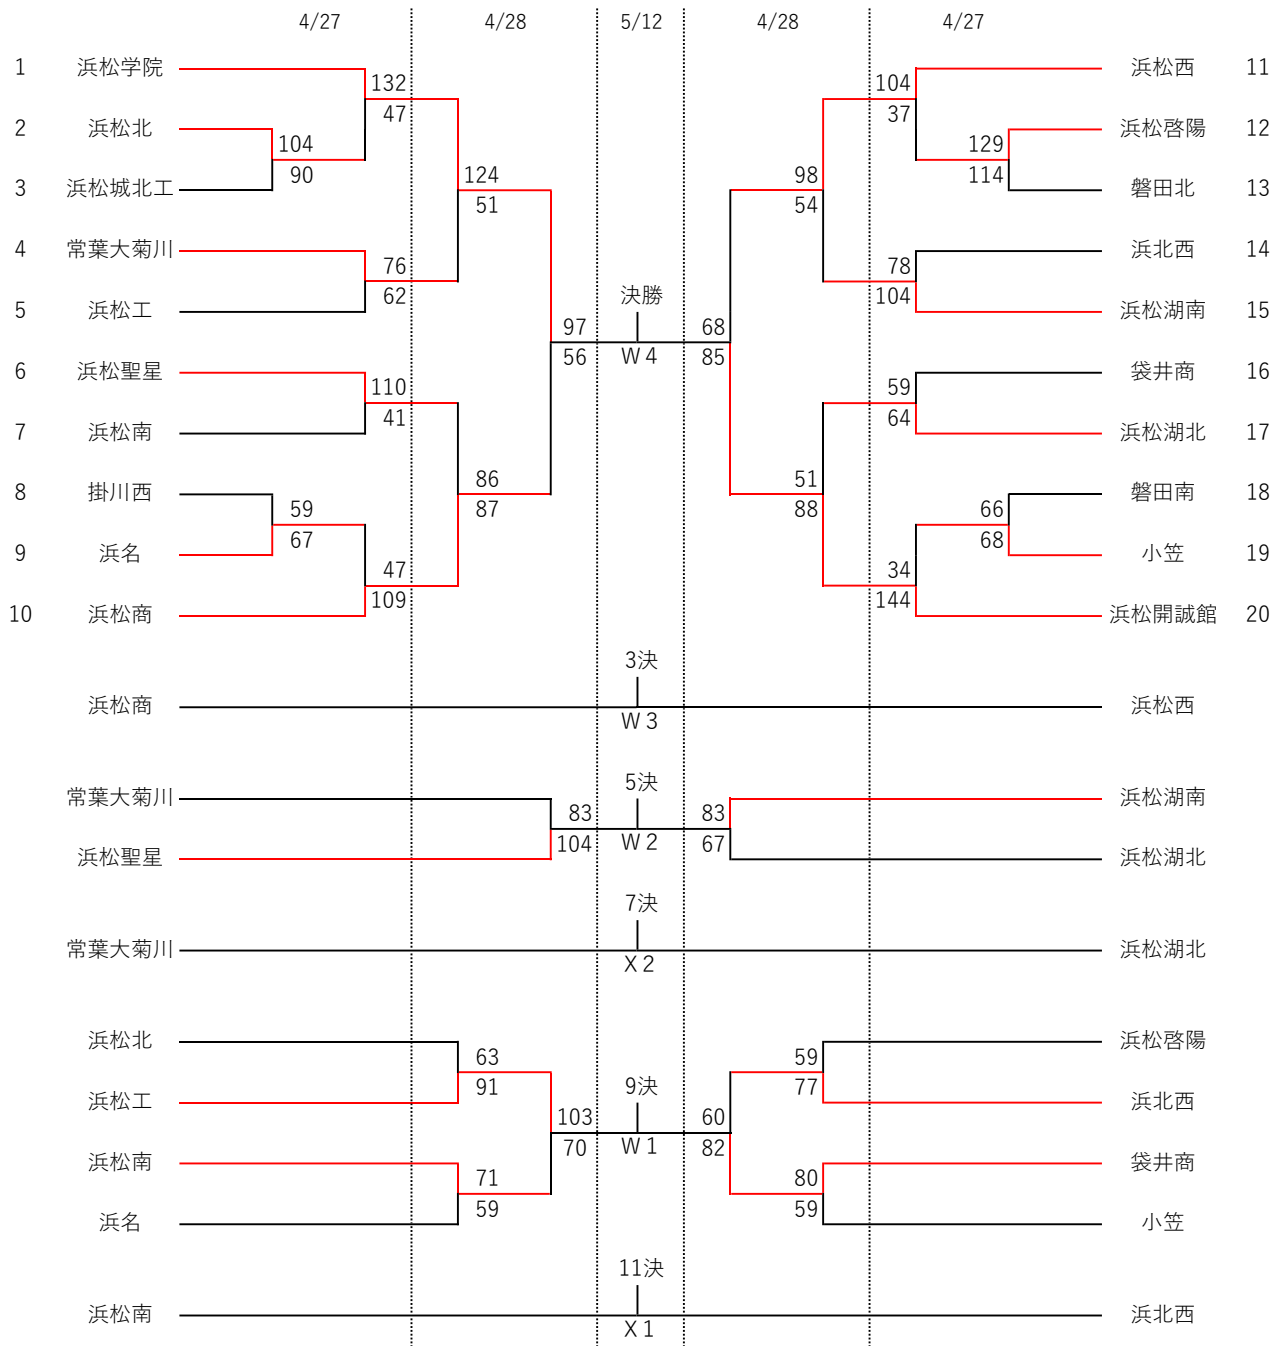 4/27 4/28 5/12 4/28 4/27
1 浜松学院 浜松西 11
132 104
47 37
2 浜松北 浜松啓陽 12
104 129
90 114
3 浜松城北工 124 98 磐田北 13
51 54
4 常葉大菊川 浜北西 14
76 78
62 決勝 104
5 浜松工 浜松湖南 15
97 68
56 W4 85
6 浜松聖星 袋井商 16
110 59
41 64
7 浜松南 浜松湖北 17
86 51
8 掛川西 磐田南 18
87 88
59 66
67 68
9 浜名 小笠 19
47 34
109 144
10 浜松商 浜松開誠館 20
3決
浜松商 浜松西
W3
5決
常葉大菊川 浜松湖南
83 83
104 W2 67
浜松聖星 浜松湖北
7決
常葉大菊川 浜松湖北
X2
浜松北 浜松啓陽
63 59
91 9決 77
浜松工 浜北西
103 60
70 W1 82
浜松南 袋井商
71 80
59 59
浜名 小笠
11決
浜松南 浜北西
X1